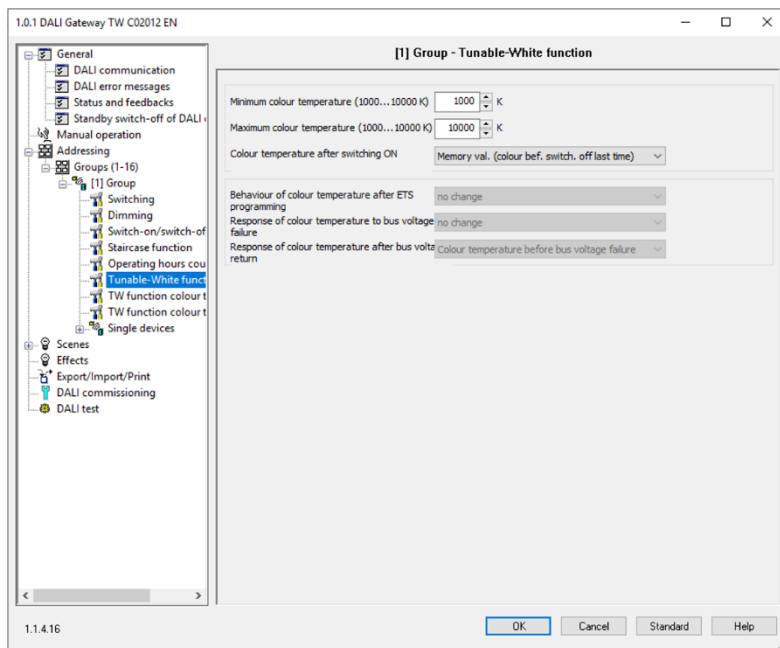 1.0.1 DALI Gateway TW C02012 EN
General
DALI communication
DALI error messages
Status and feedbacks
Standby switch-off of DALI
Manual operation
Addressing
Groups (1-16)
[1] Group
Switching
Dimming
Switch-on/switch-of
Staircase function
Operating hours cou
Tunable-White funct
TW function colour t
TW function colour t
Single devices
Scenes
Effects
Export/Import/Print
DALI commissioning
DALI test
[1] Group - Tunable-White function
Minimum colour temperature (1000...10000 K) 1000 K
Maximum colour temperature (1000...10000 K) 10000 K
Colour temperature after switching ON Memory val. (colour bef. switch. off last time)
Behaviour of colour temperature after ETS no change
programming
Response of colour temperature to bus voltage no change
failure
Response of colour temperature after bus volta Colour temperature before bus voltage failure
return
1.1.4.16
OK Cancel Standard Help